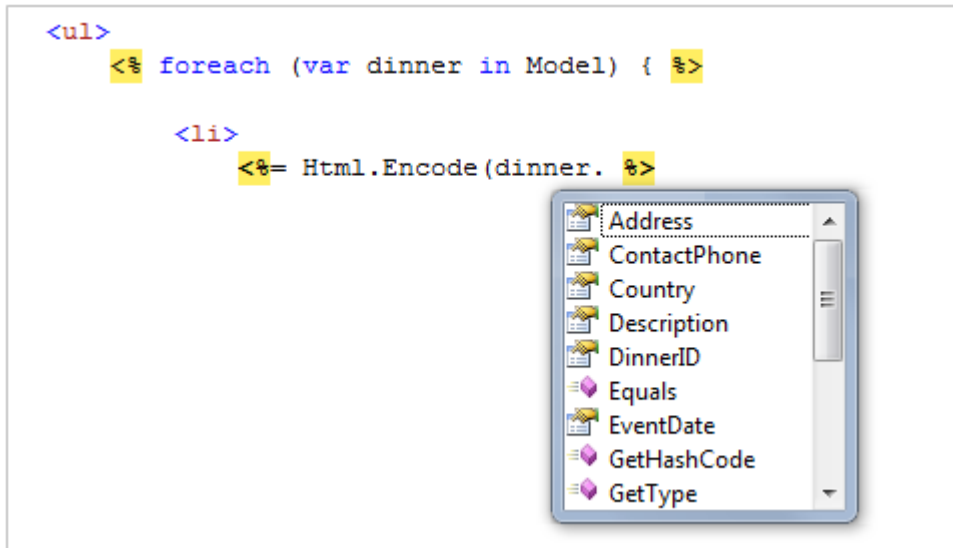 <ul>
<% foreach (var dinner in Model) { %>
<li>
<%= Html.Encode(dinner. %>
Address
ContactPhone
Country
Description
DinnerID
Equals
EventDate
GetHashCode
GetType